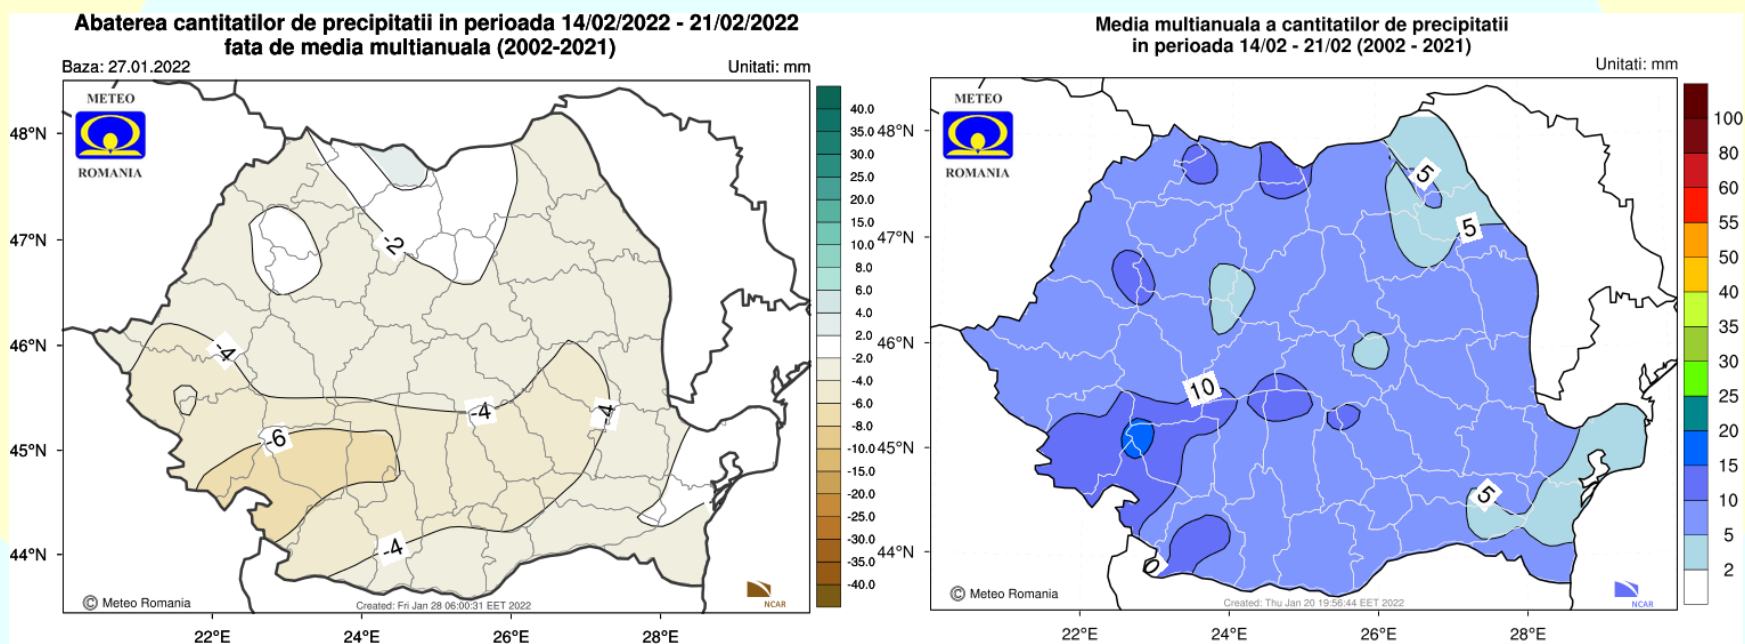 Abaterea cantitatilor de precipitatii in perioada 14/02/2022 - 21/02/2022
fata de media multianuala (2002-2021)
Baza: 27.01.2022
Unitati: mm
METEO
ROMANIA
48°N
47°N
46°N
45°N
44°N
-2
-4
-4
-4
-6
-4
© Meteo Romania
Created: Fri Jan 28 06:00:31 EET 2022
NCAR
22°E
24°E
26°E
28°E
40.0
35.0
30.0
25.0
20.0
15.0
10.0
8.0
6.0
4.0
2.0
-2.0
-4.0
-6.0
-8.0
-10.0
-15.0
-20.0
-25.0
-30.0
-35.0
-40.0
Media multianuala a cantitatilor de precipitatii
in perioada 14/02 - 21/02 (2002 - 2021)
Unitati: mm
METEO
ROMANIA
48°N
47°N
46°N
45°N
44°N
5
5
10
5
© Meteo Romania
Created: Thu Jan 20 19:56:44 EET 2022
NCAR
22°E
24°E
26°E
28°E
100
80
60
55
50
40
35
30
25
20
15
10
5
2